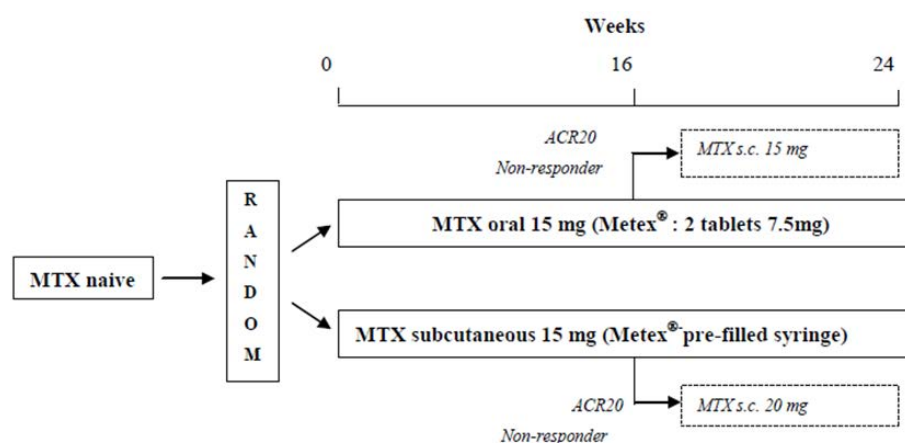 Weeks
0 16 24
ACR20
Non-responder
MTX s.c. 15 mg
RANDOM
MTX oral 15 mg (Metex® : 2 tablets 7.5mg)
MTX naive
MTX subcutaneous 15 mg (Metex®-pre-filled syringe)
ACR20
Non-responder
MTX s.c. 20 mg